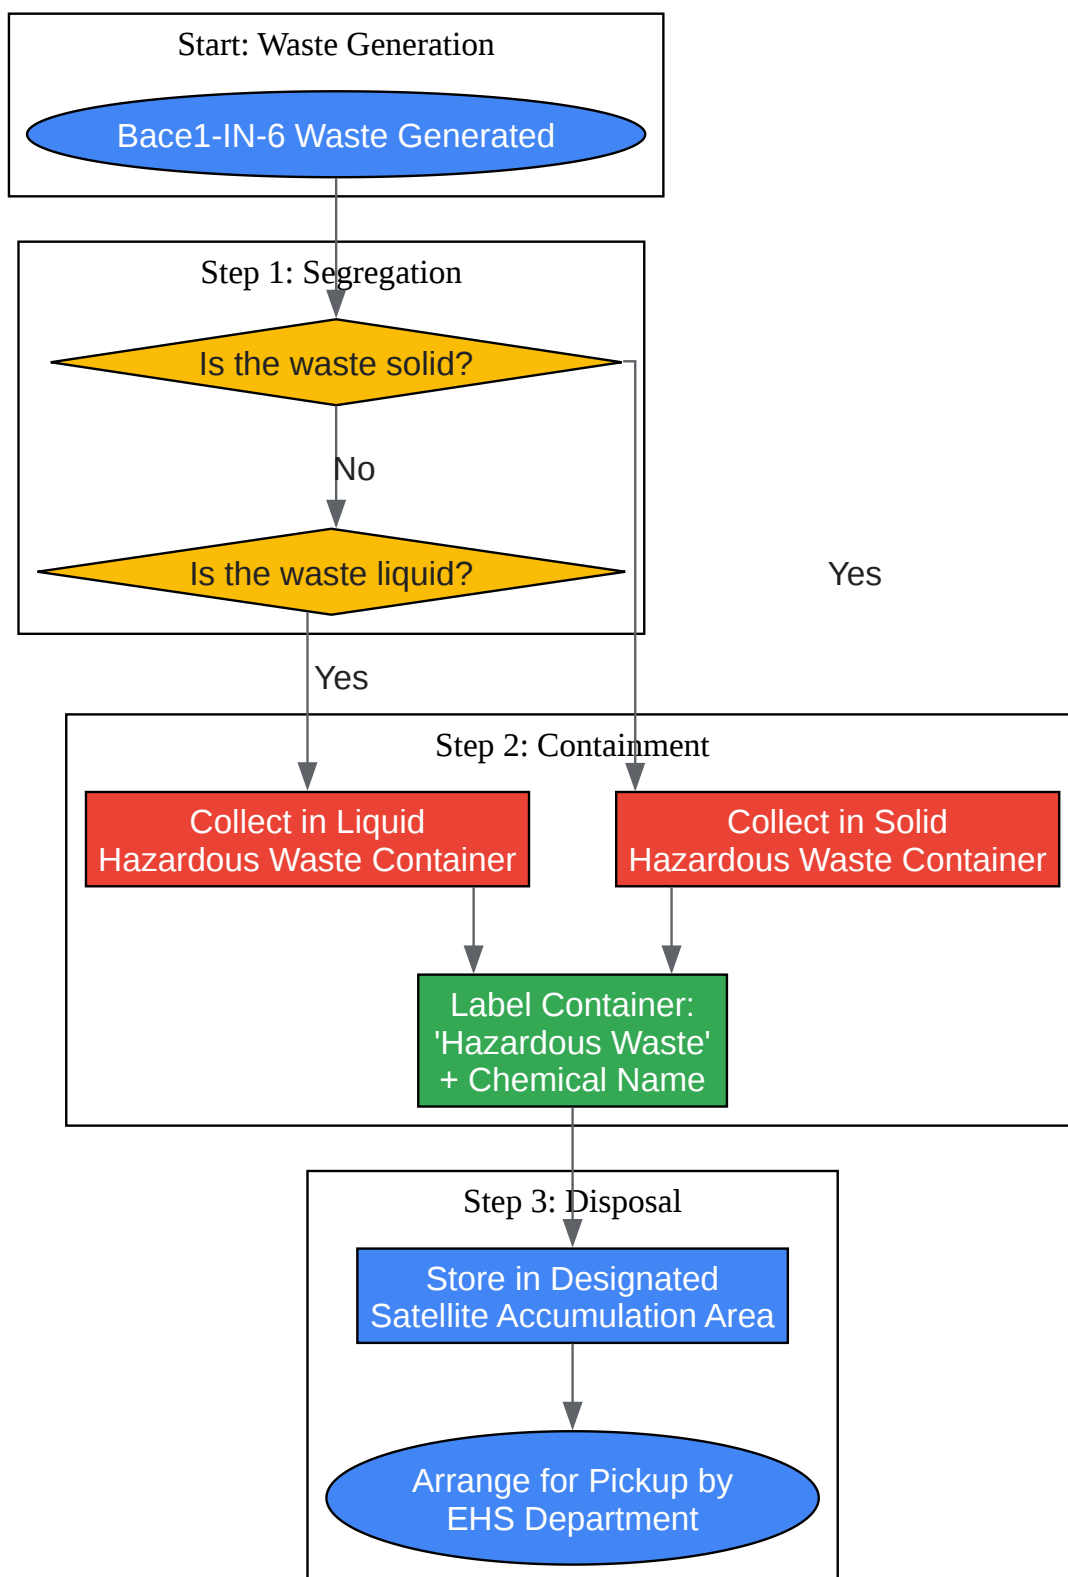 Start: Waste Generation
Bace1-IN-6 Waste Generated
Step 1: Segregation
Is the waste solid?
No
Is the waste liquid?
Yes
Yes
Step 2: Containment
Collect in Liquid
Hazardous Waste Container
Collect in Solid
Hazardous Waste Container
Label Container:
'Hazardous Waste'
+ Chemical Name
Step 3: Disposal
Store in Designated
Satellite Accumulation Area
Arrange for Pickup by
EHS Department